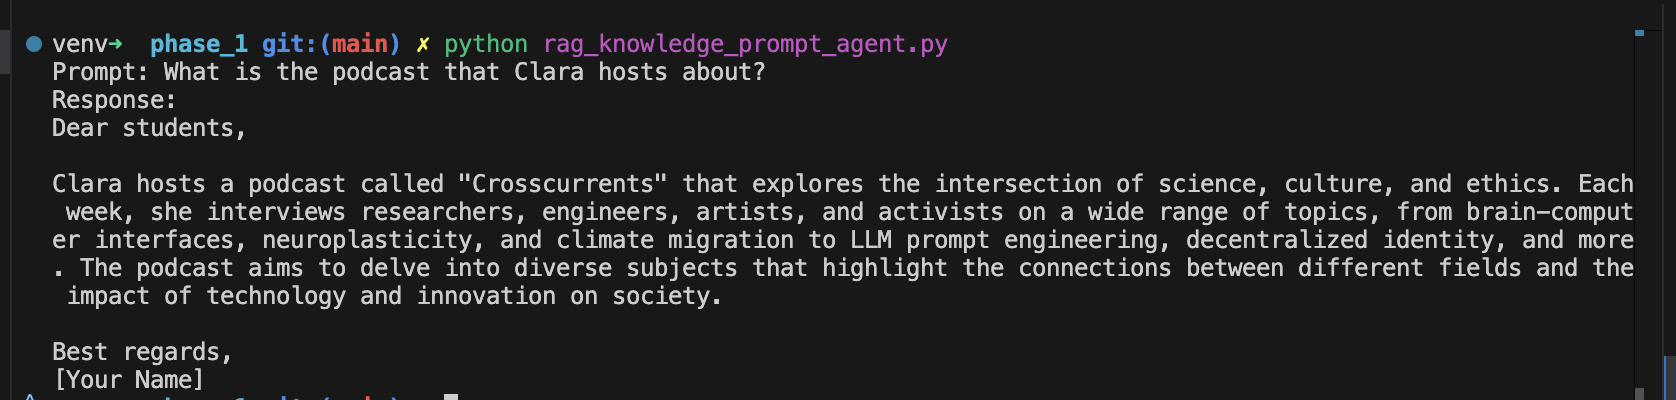 venv➜  phase_1 git:(main) ✗ python rag_knowledge_prompt_agent.py
Prompt: What is the podcast that Clara hosts about?
Response:
Dear students,

Clara hosts a podcast called "Crosscurrents" that explores the intersection of science, culture, and ethics. Each
 week, she interviews researchers, engineers, artists, and activists on a wide range of topics, from brain-comput
er interfaces, neuroplasticity, and climate migration to LLM prompt engineering, decentralized identity, and more
. The podcast aims to delve into diverse subjects that highlight the connections between different fields and the
 impact of technology and innovation on society.

Best regards,
[Your Name]